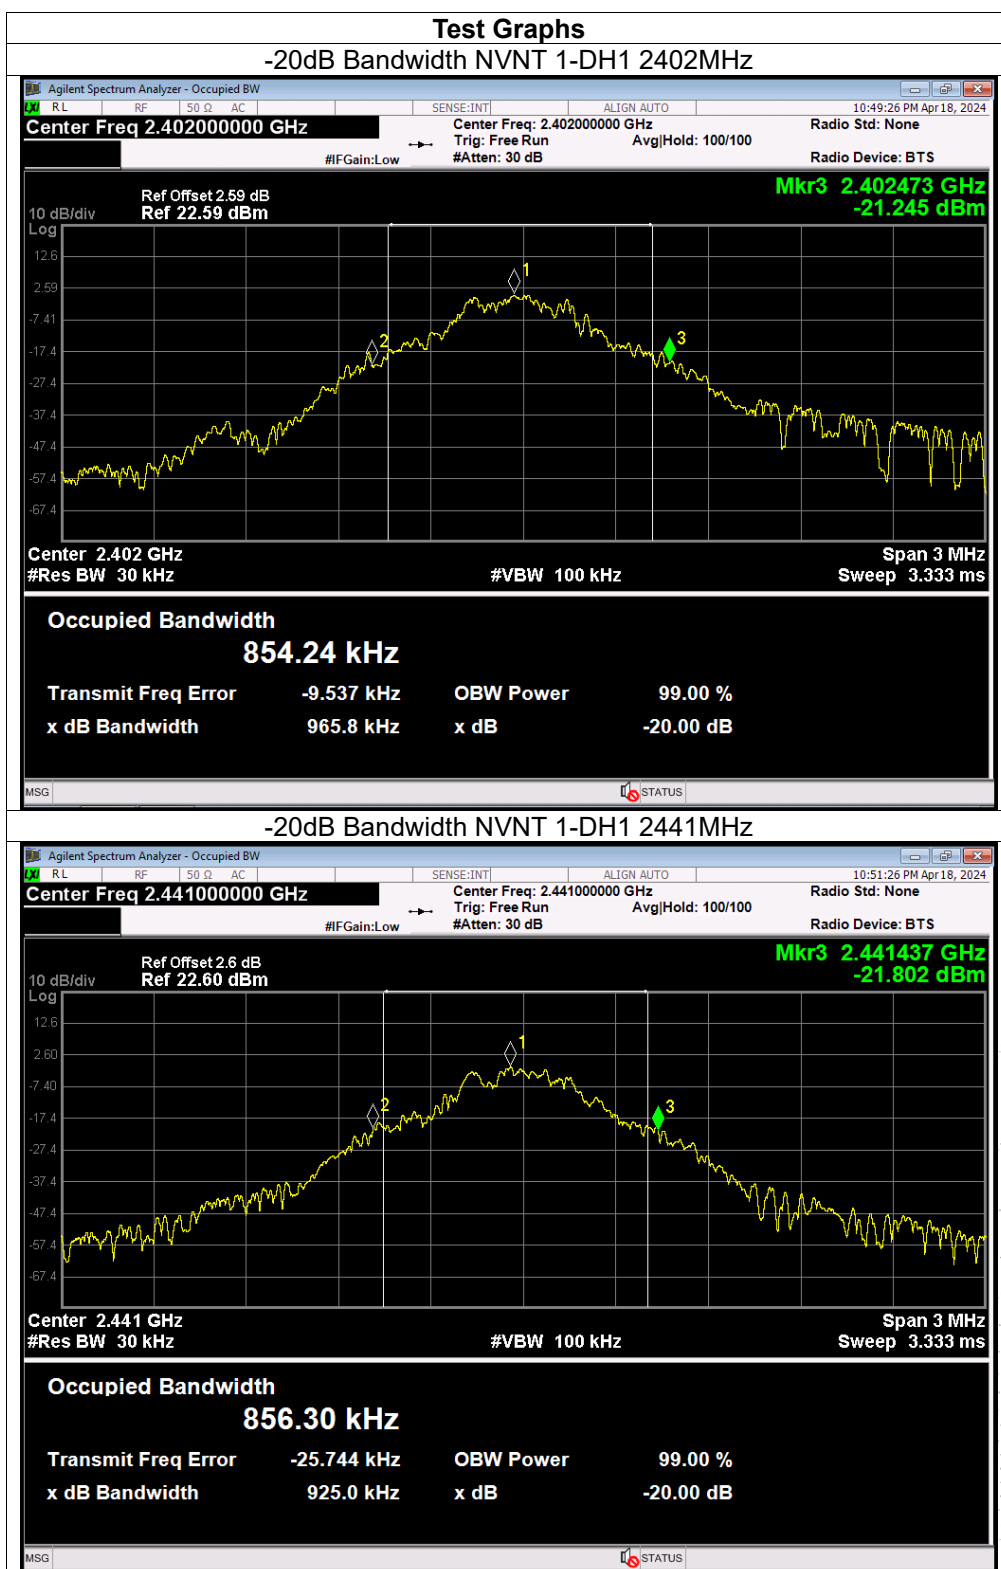 Test Graphs
-20dB Bandwidth NVNT 1-DH1 2402MHz
Agilent Spectrum Analyzer - Occupied BW
LXI RL RF 50 Ω AC SENSE:INT ALIGN AUTO 10:49:26 PM Apr 18, 2024
Center Freq 2.402000000 GHz Center Freq: 2.402000000 GHz Radio Std: None
Trig: Free Run Avg|Hold: 100/100
#IFGain:Low #Atten: 30 dB Radio Device: BTS
Mkr3 2.402473 GHz
Ref Offset 2.59 dB
10 dB/div Ref 22.59 dBm -21.245 dBm
Log
12.6
1
2.59
-7.41
2 3
-17.4
-27.4
-37.4
-47.4
-57.4
-67.4
Center 2.402 GHz Span 3 MHz
#Res BW 30 kHz #VBW 100 kHz Sweep 3.333 ms
Occupied Bandwidth
854.24 kHz
Transmit Freq Error -9.537 kHz OBW Power 99.00 %
x dB Bandwidth 965.8 kHz x dB -20.00 dB
MSG STATUS
-20dB Bandwidth NVNT 1-DH1 2441MHz
Agilent Spectrum Analyzer - Occupied BW
LXI RL RF 50 Ω AC SENSE:INT ALIGN AUTO 10:51:26 PM Apr 18, 2024
Center Freq 2.441000000 GHz Center Freq: 2.441000000 GHz Radio Std: None
Trig: Free Run Avg|Hold: 100/100
#IFGain:Low #Atten: 30 dB Radio Device: BTS
Mkr3 2.441437 GHz
Ref Offset 2.6 dB
10 dB/div Ref 22.60 dBm -21.802 dBm
Log
12.6
1
2.60
-7.40
2 3
-17.4
-27.4
-37.4
-47.4
-57.4
-67.4
Center 2.441 GHz Span 3 MHz
#Res BW 30 kHz #VBW 100 kHz Sweep 3.333 ms
Occupied Bandwidth
856.30 kHz
Transmit Freq Error -25.744 kHz OBW Power 99.00 %
x dB Bandwidth 925.0 kHz x dB -20.00 dB
MSG STATUS